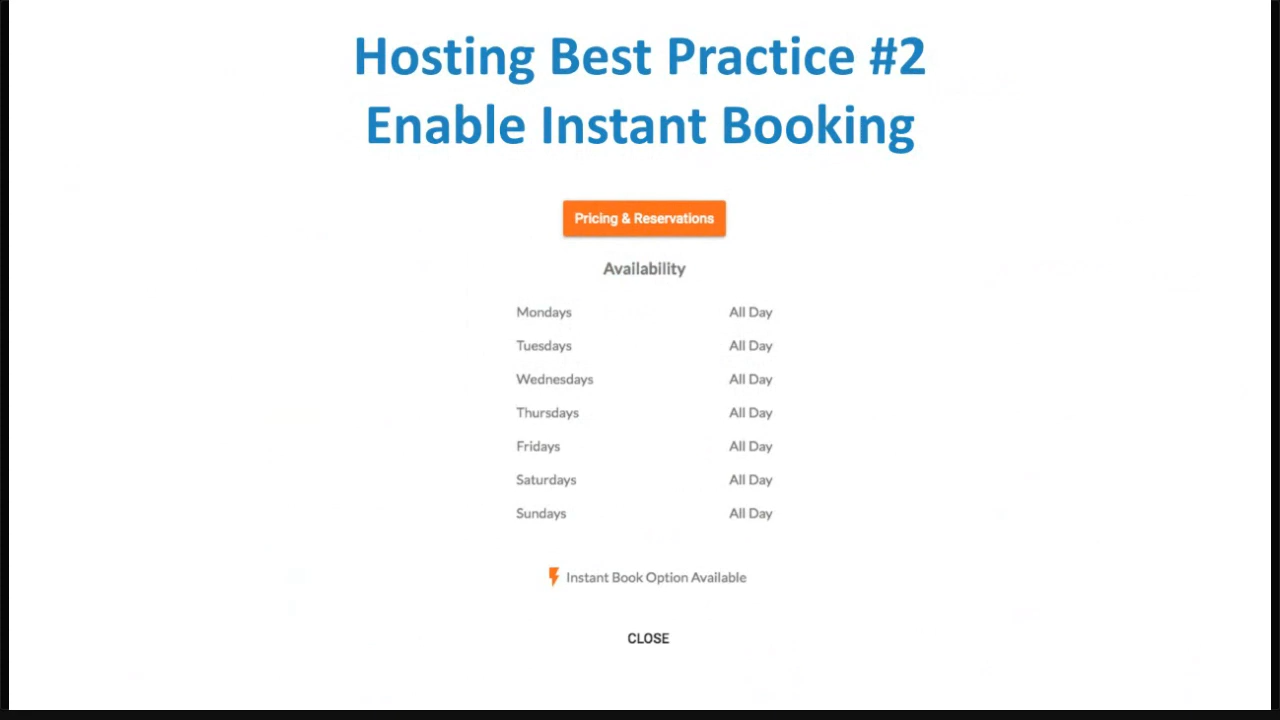 Hosting Best Practice #2
Enable Instant Booking
Pricing & Reservations
Availability
Mondays All Day
Tuesdays All Day
Wednesdays All Day
Thursdays All Day
Fridays All Day
Saturdays All Day
Sundays All Day
Instant Book Option Available
CLOSE